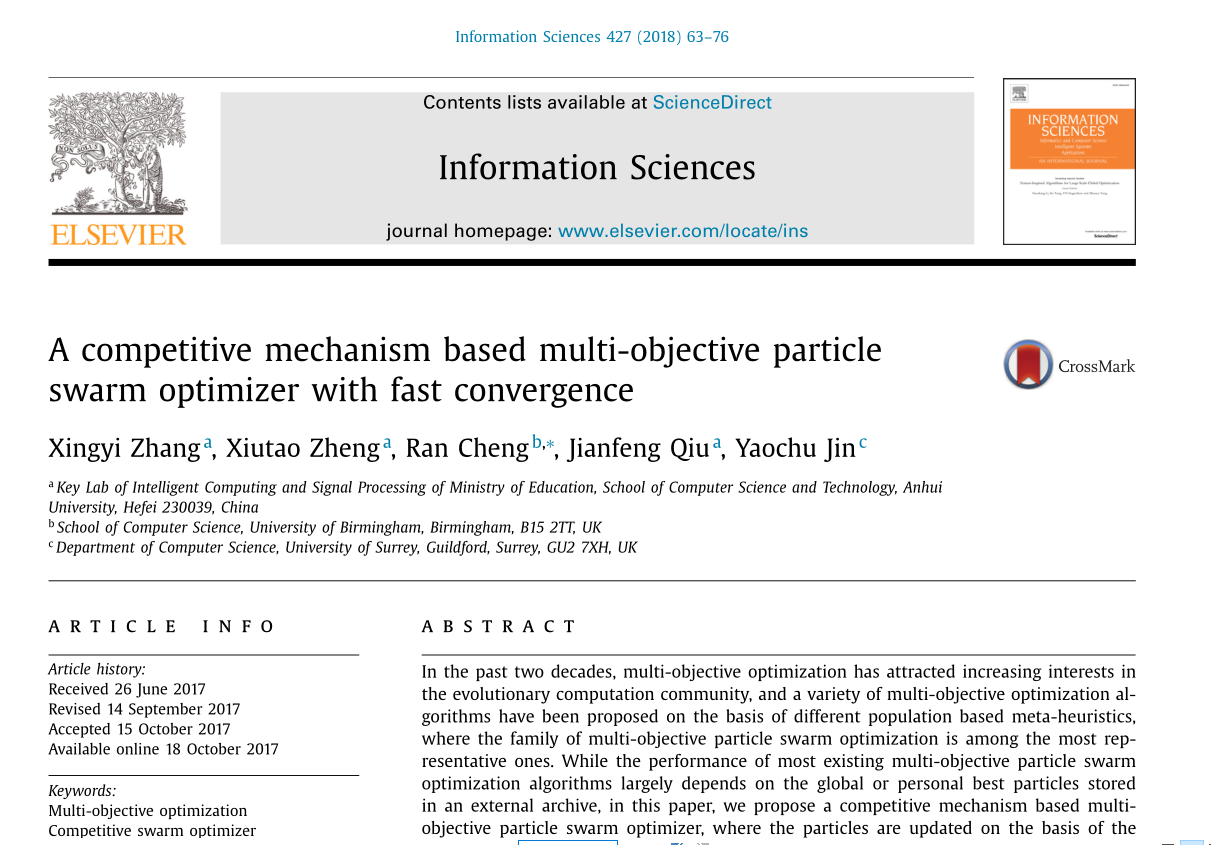 Information Sciences 427 (2018) 63–76
Contents lists available at ScienceDirect
Information Sciences
journal homepage: www.elsevier.com/locate/ins
NON SOLUS
ELSEVIER
INFORMATION
SCIENCES
AN INTERNATIONAL JOURNAL
ScienceDirect
A competitive mechanism based multi-objective particle
swarm optimizer with fast convergence
CrossMark
Xingyi Zhang a, Xiutao Zheng a, Ran Cheng b,*, Jianfeng Qiu a, Yaochu Jin c
a Key Lab of Intelligent Computing and Signal Processing of Ministry of Education, School of Computer Science and Technology, Anhui
University, Hefei 230039, China
b School of Computer Science, University of Birmingham, Birmingham, B15 2TT, UK
c Department of Computer Science, University of Surrey, Guildford, Surrey, GU2 7XH, UK
ARTICLE INFO
Article history:
Received 26 June 2017
Revised 14 September 2017
Accepted 15 October 2017
Available online 18 October 2017
Keywords:
Multi-objective optimization
Competitive swarm optimizer
ABSTRACT
In the past two decades, multi-objective optimization has attracted increasing interests in
the evolutionary computation community, and a variety of multi-objective optimization al-
gorithms have been proposed on the basis of different population based meta-heuristics,
where the family of multi-objective particle swarm optimization is among the most rep-
resentative ones. While the performance of most existing multi-objective particle swarm
optimization algorithms largely depends on the global or personal best particles stored
in an external archive, in this paper, we propose a competitive mechanism based multi-
objective particle swarm optimizer, where the particles are updated on the basis of the